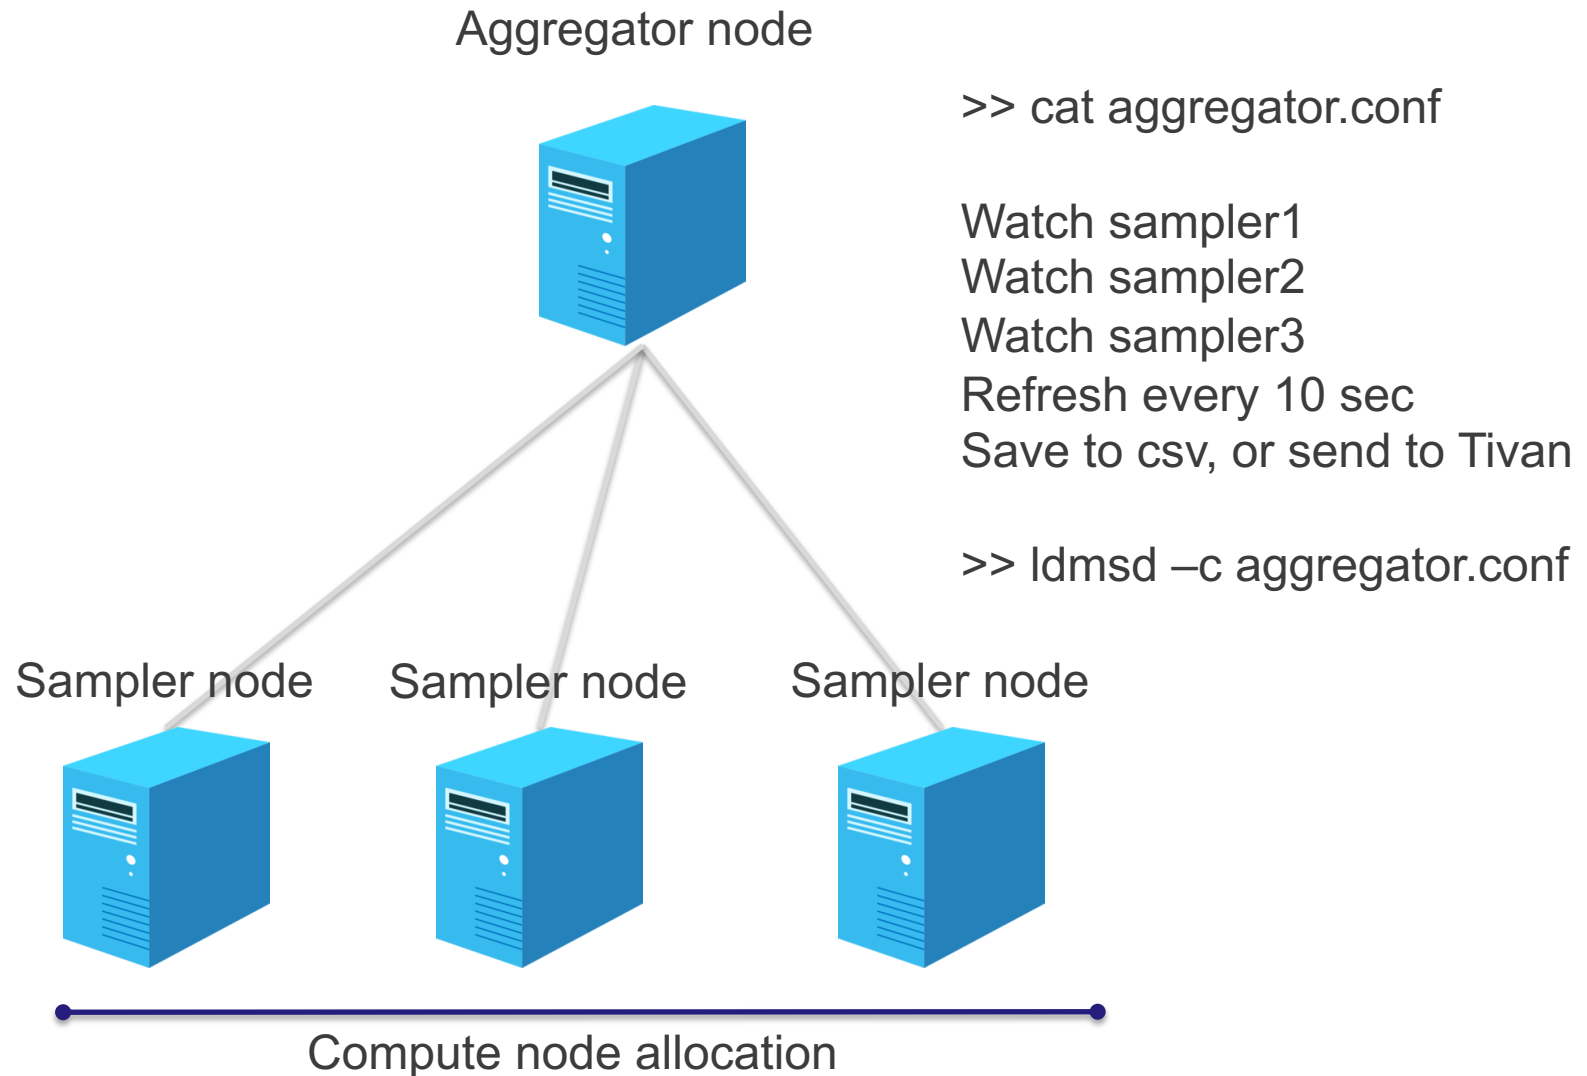 Aggregator node
>> cat aggregator.conf
Watch sampler1
Watch sampler2
Watch sampler3
Refresh every 10 sec
Save to csv, or send to Tivan
>> ldmsd –c aggregator.conf
Sampler node
Sampler node
Sampler node
Compute node allocation